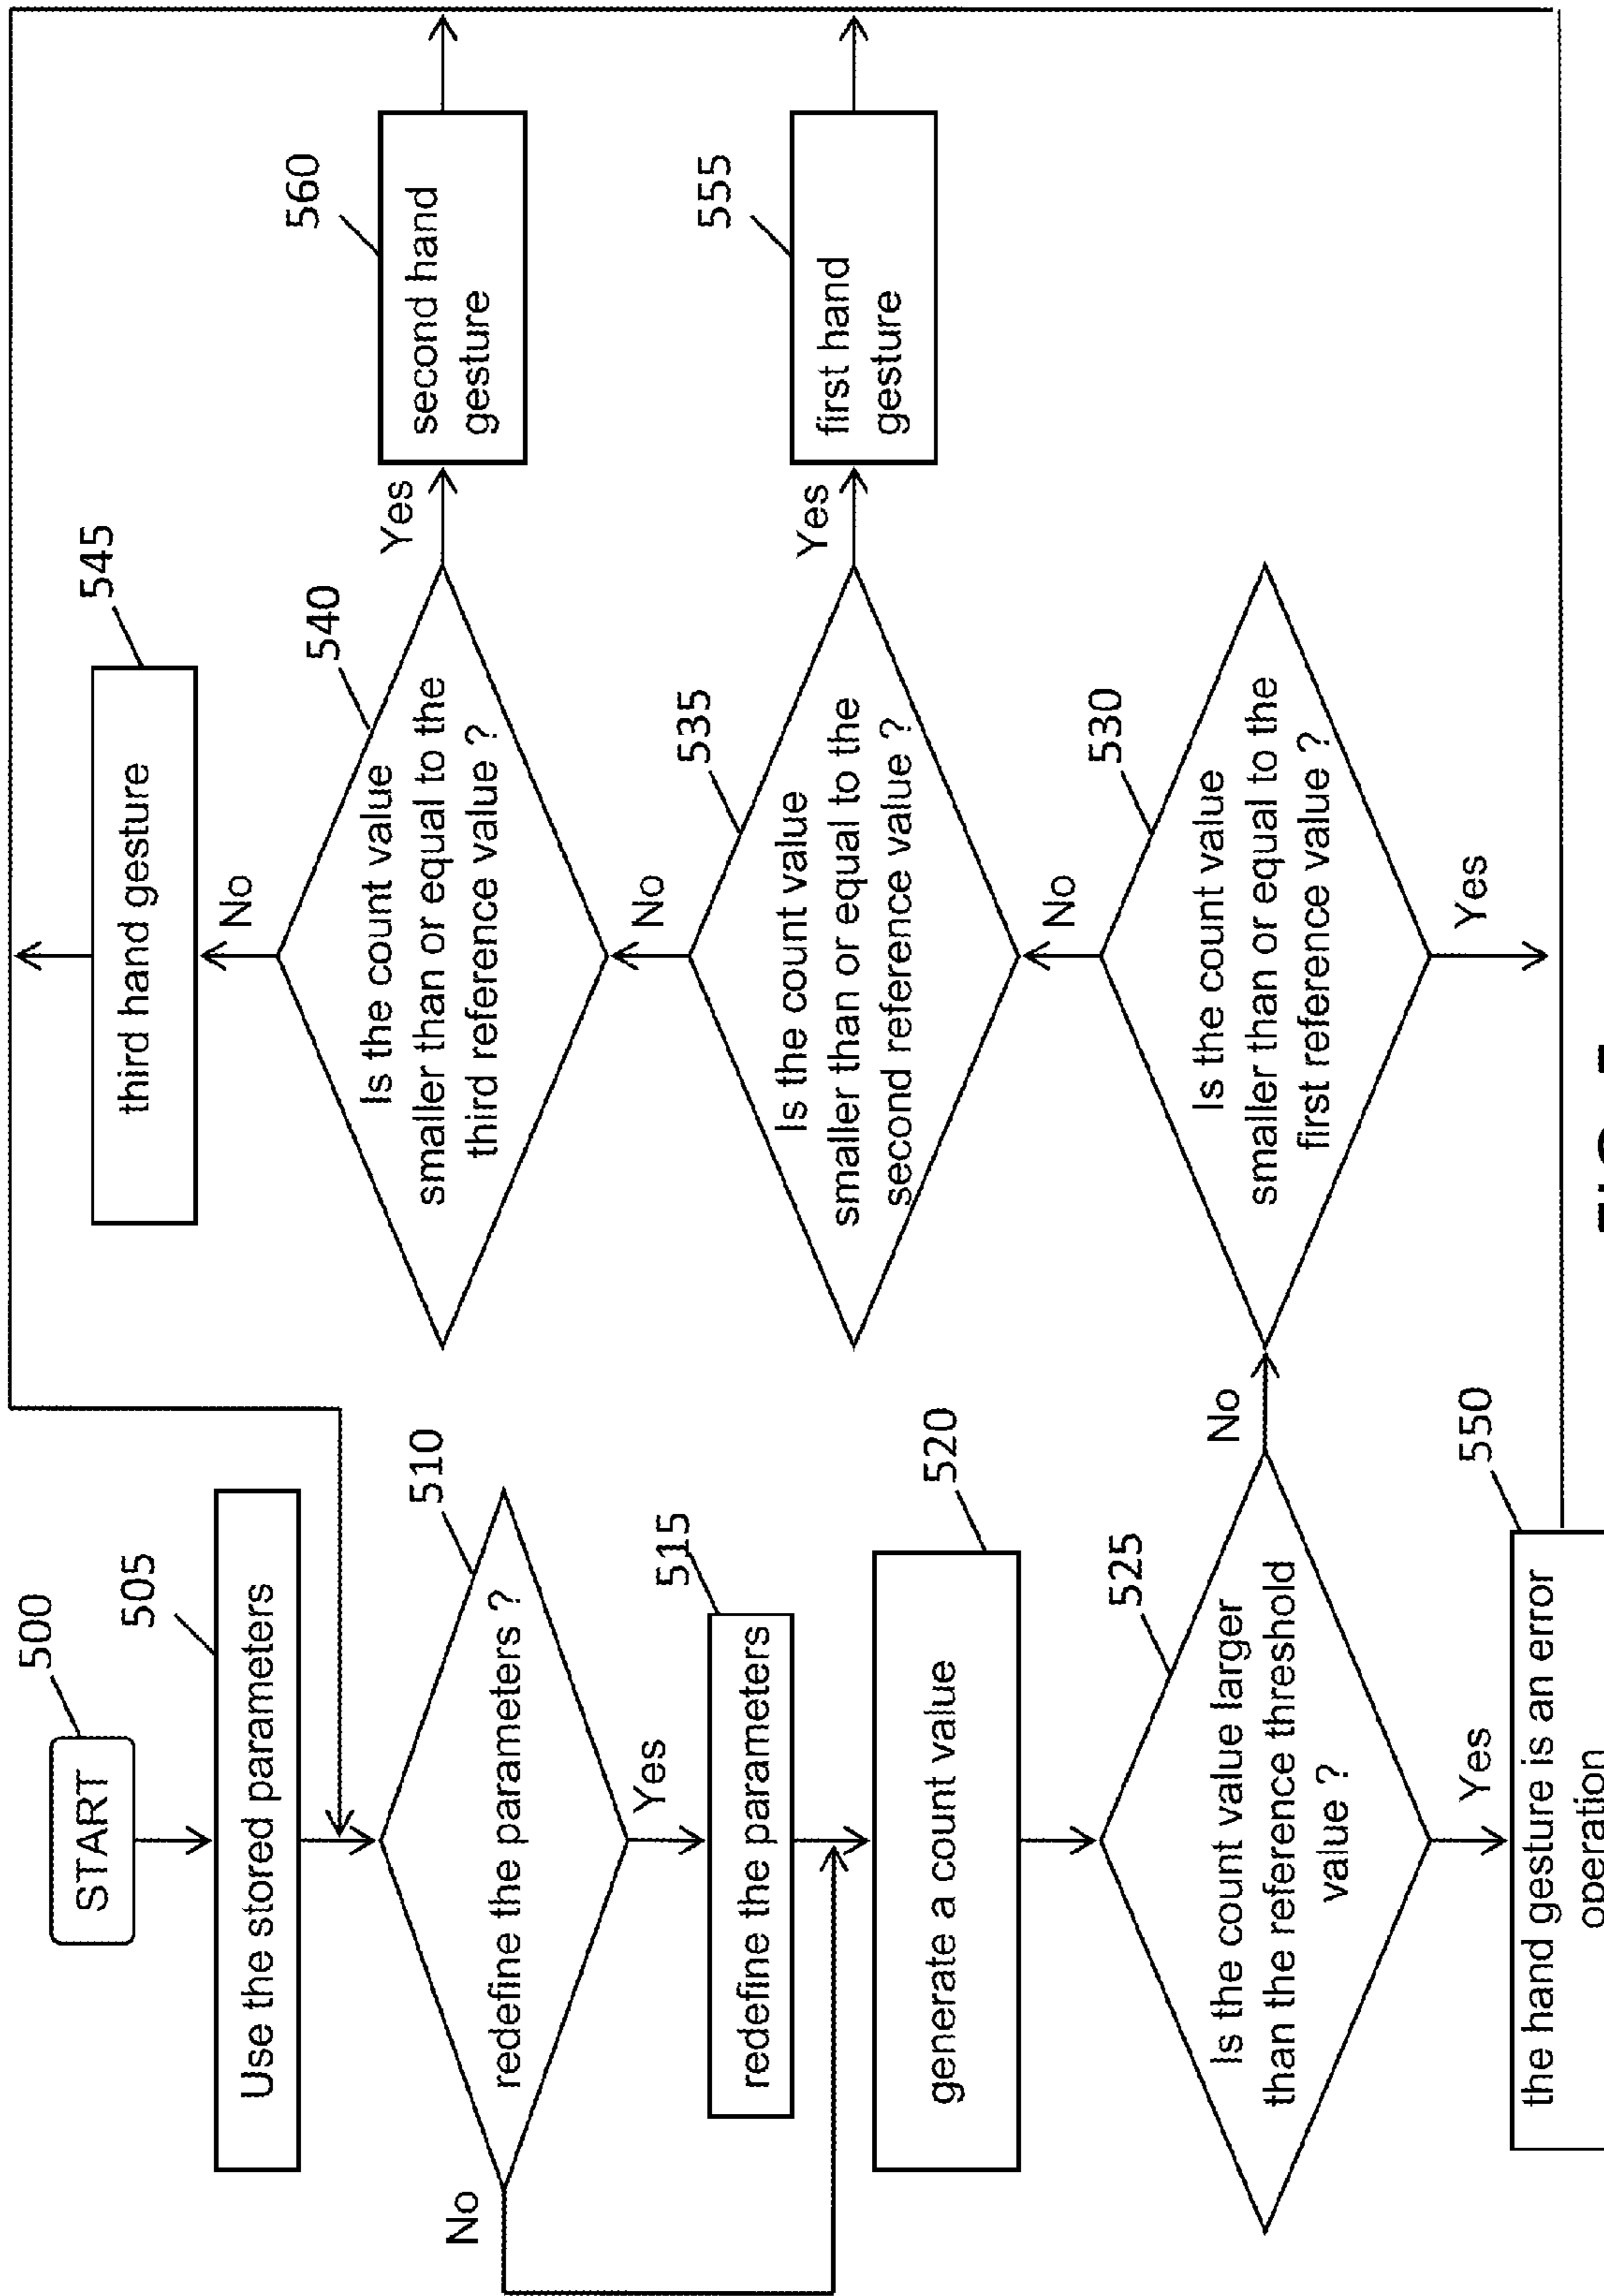 START
500
Use the stored parameters
505
redefine the parameters ?
510
No
Yes
redefine the parameters
515
generate a count value
520
Is the count value larger
than the reference threshold
value ?
525
No
Yes
the hand gesture is an error
operation
550
Is the count value
smaller than or equal to the
first reference value ?
530
Yes
No
Is the count value
smaller than or equal to the
second reference value ?
535
Yes
No
first hand
gesture
555
Is the count value
smaller than or equal to the
third reference value ?
540
Yes
No
second hand
gesture
560
third hand gesture
545